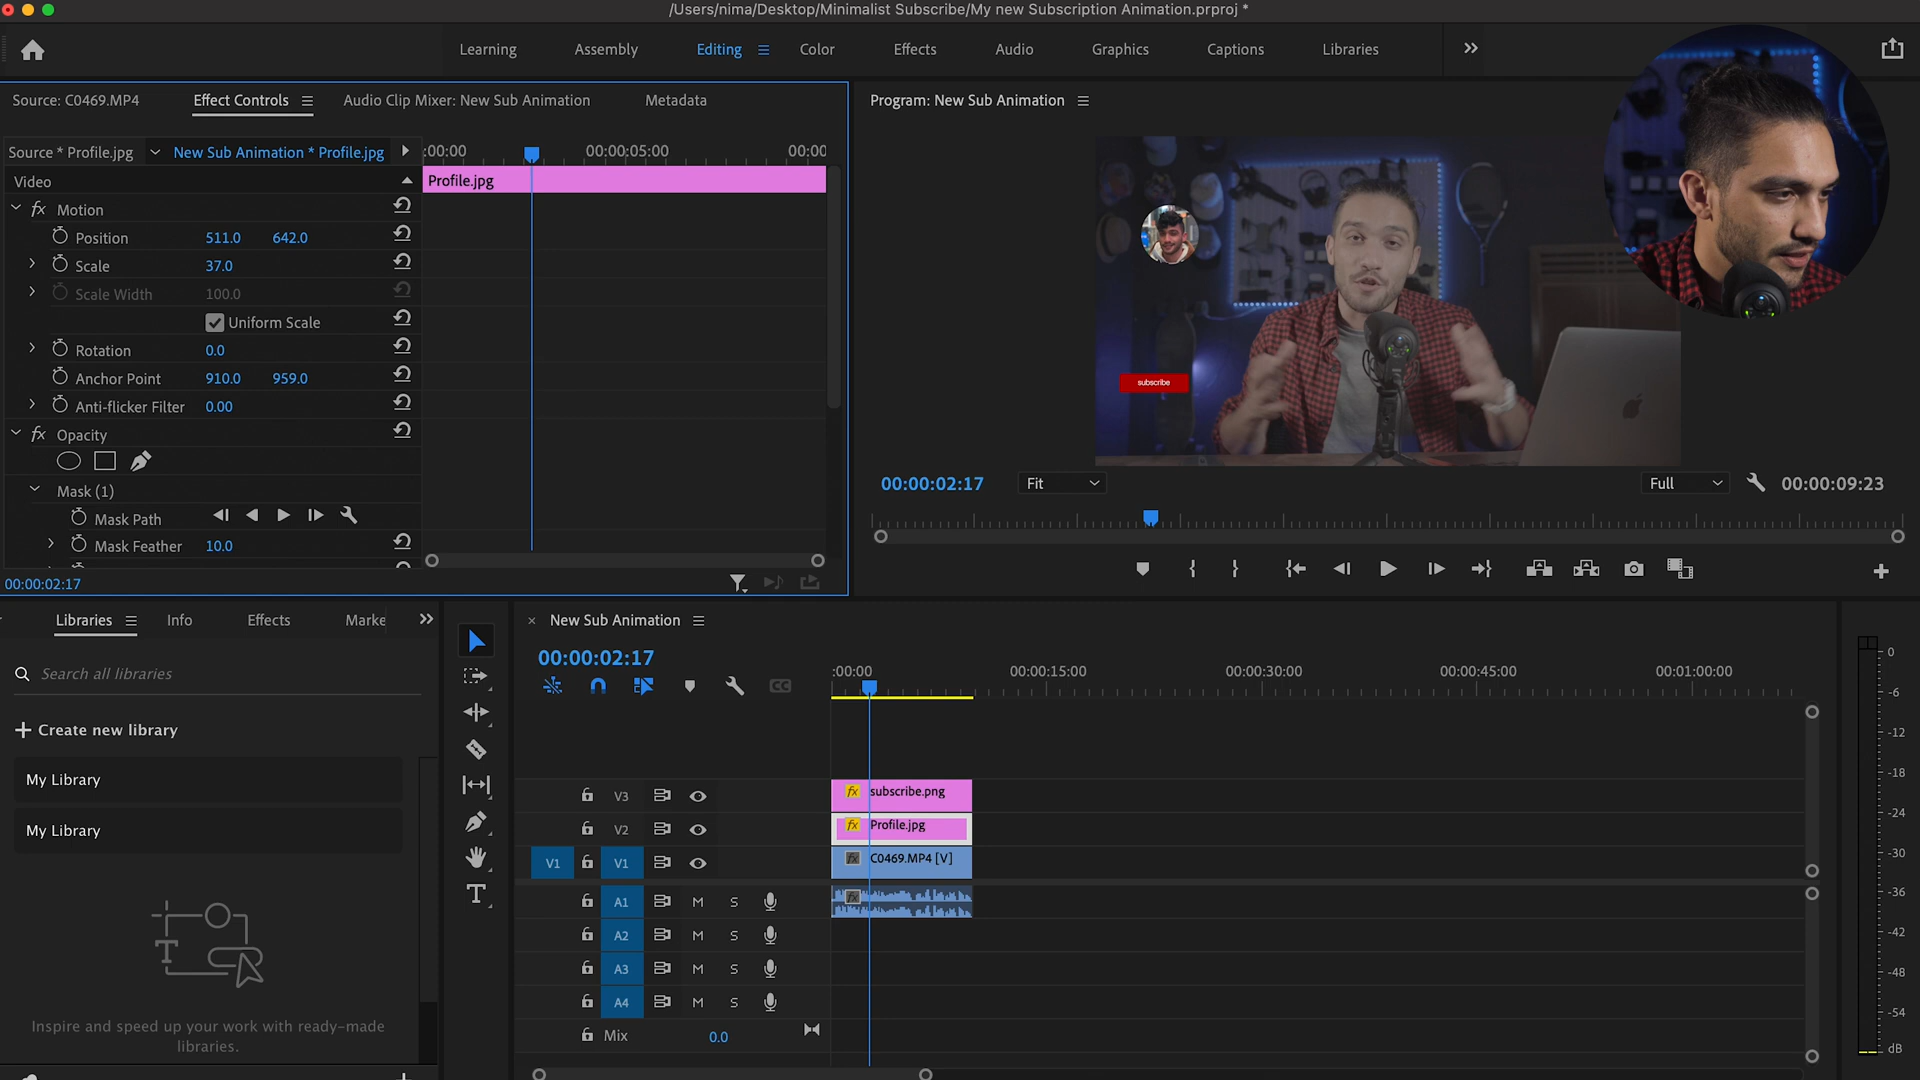 /Users/nima/Desktop/Minimalist Subscribe/My new Subscription Animation.prproj *
Learning Assembly Editing Color Effects Audio Graphics Captions Libraries
Source: C0469.MP4 Effect Controls Audio Clip Mixer: New Sub Animation Metadata
Program: New Sub Animation
Source * Profile.jpg New Sub Animation * Profile.jpg
:00:00 00:00:05:00 00:00
Video
Profile.jpg
fx Motion
Position 511.0 642.0
Scale 37.0
Scale Width 100.0
Uniform Scale
Rotation 0.0
Anchor Point 910.0 959.0
Anti-flicker Filter 0.00
fx Opacity
Mask (1)
Mask Path
Mask Feather 10.0
00:00:02:17
subscribe
00:00:02:17 Fit Full 00:00:09:23
Libraries Info Effects Marke
Search all libraries
Create new library
My Library
My Library
Inspire and speed up your work with ready-made
libraries.
New Sub Animation
00:00:02:17
CC
:00:00 00:00:15:00 00:00:30:00 00:00:45:00 00:01:00:00
V3 fx subscribe.png
V2 fx Profile.jpg
V1 V1 fx C0469.MP4 [V]
A1 M S fx
A2 M S
A3 M S
A4 M S
Mix 0.0
0
-6
-12
-18
-24
-30
-36
-42
-48
-54
dB